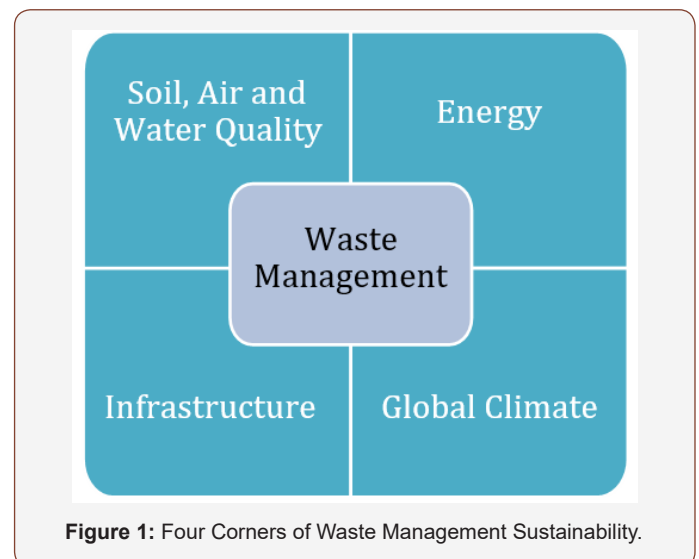 Soil, Air and
Water Quality
Energy
Waste
Management
Infrastructure
Global Climate
Figure 1: Four Corners of Waste Management Sustainability.